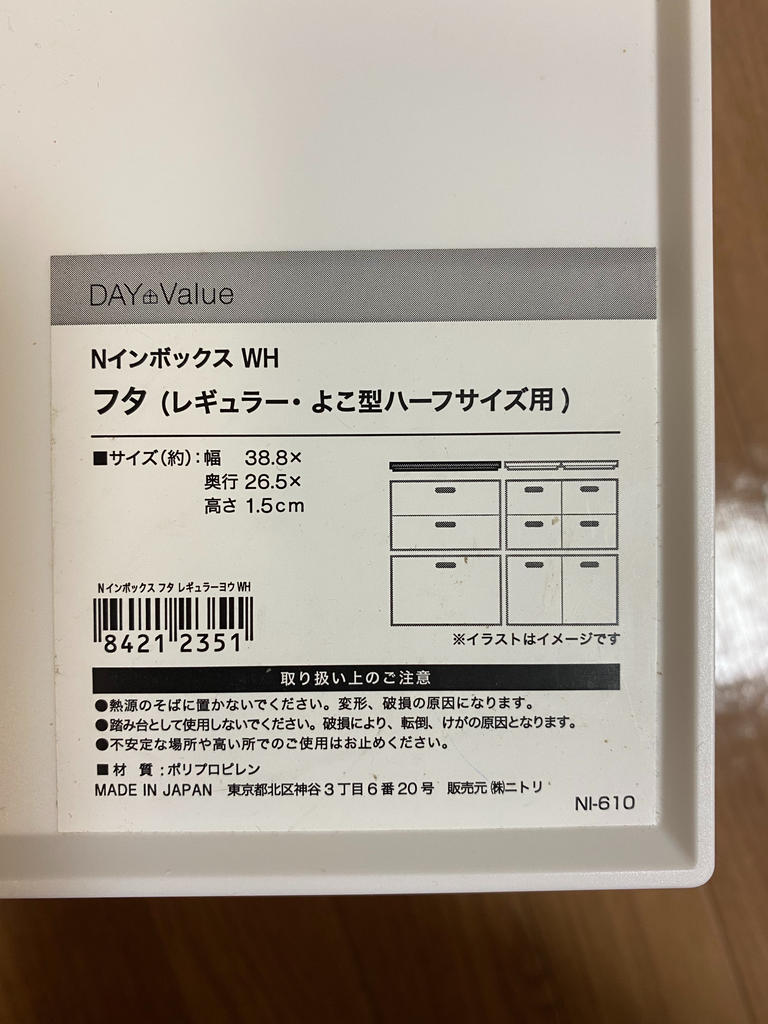 DAY Value
Nインボックス WH
フタ (レギュラー・よこ型ハーフサイズ用)
■サイズ(約):幅 38.8×
奥行 26.5×
高さ 1.5cm
Nインボックス フタ レギュラーヨウ WH
84212351
※イラストはイメージです
取り扱い上のご注意
●熱源のそばに置かないでください。変形、破損の原因になります。
●踏み台として使用しないでください。破損により、転倒、けがの原因となります。
●不安定な場所や高い所でのご使用はお止めください。
■材 質:ポリプロピレン
MADE IN JAPAN 東京都北区神谷3丁目6番20号 販売元㈱ニトリ
NI-610